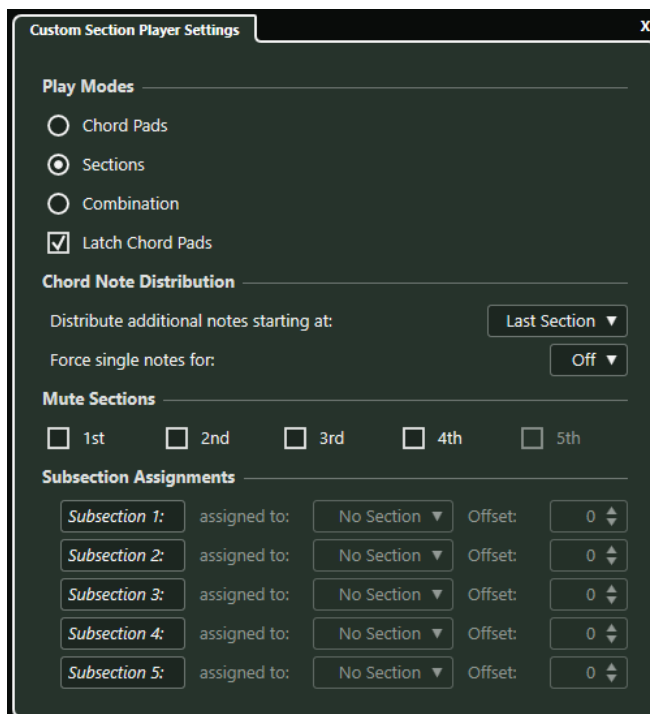 Custom Section Player Settings X
Play Modes
Chord Pads
Sections
Combination
Latch Chord Pads
Chord Note Distribution
Distribute additional notes starting at: Last Section
Force single notes for: Off
Mute Sections
1st 2nd 3rd 4th 5th
Subsection Assignments
Subsection 1: assigned to: No Section Offset: 0
Subsection 2: assigned to: No Section Offset: 0
Subsection 3: assigned to: No Section Offset: 0
Subsection 4: assigned to: No Section Offset: 0
Subsection 5: assigned to: No Section Offset: 0